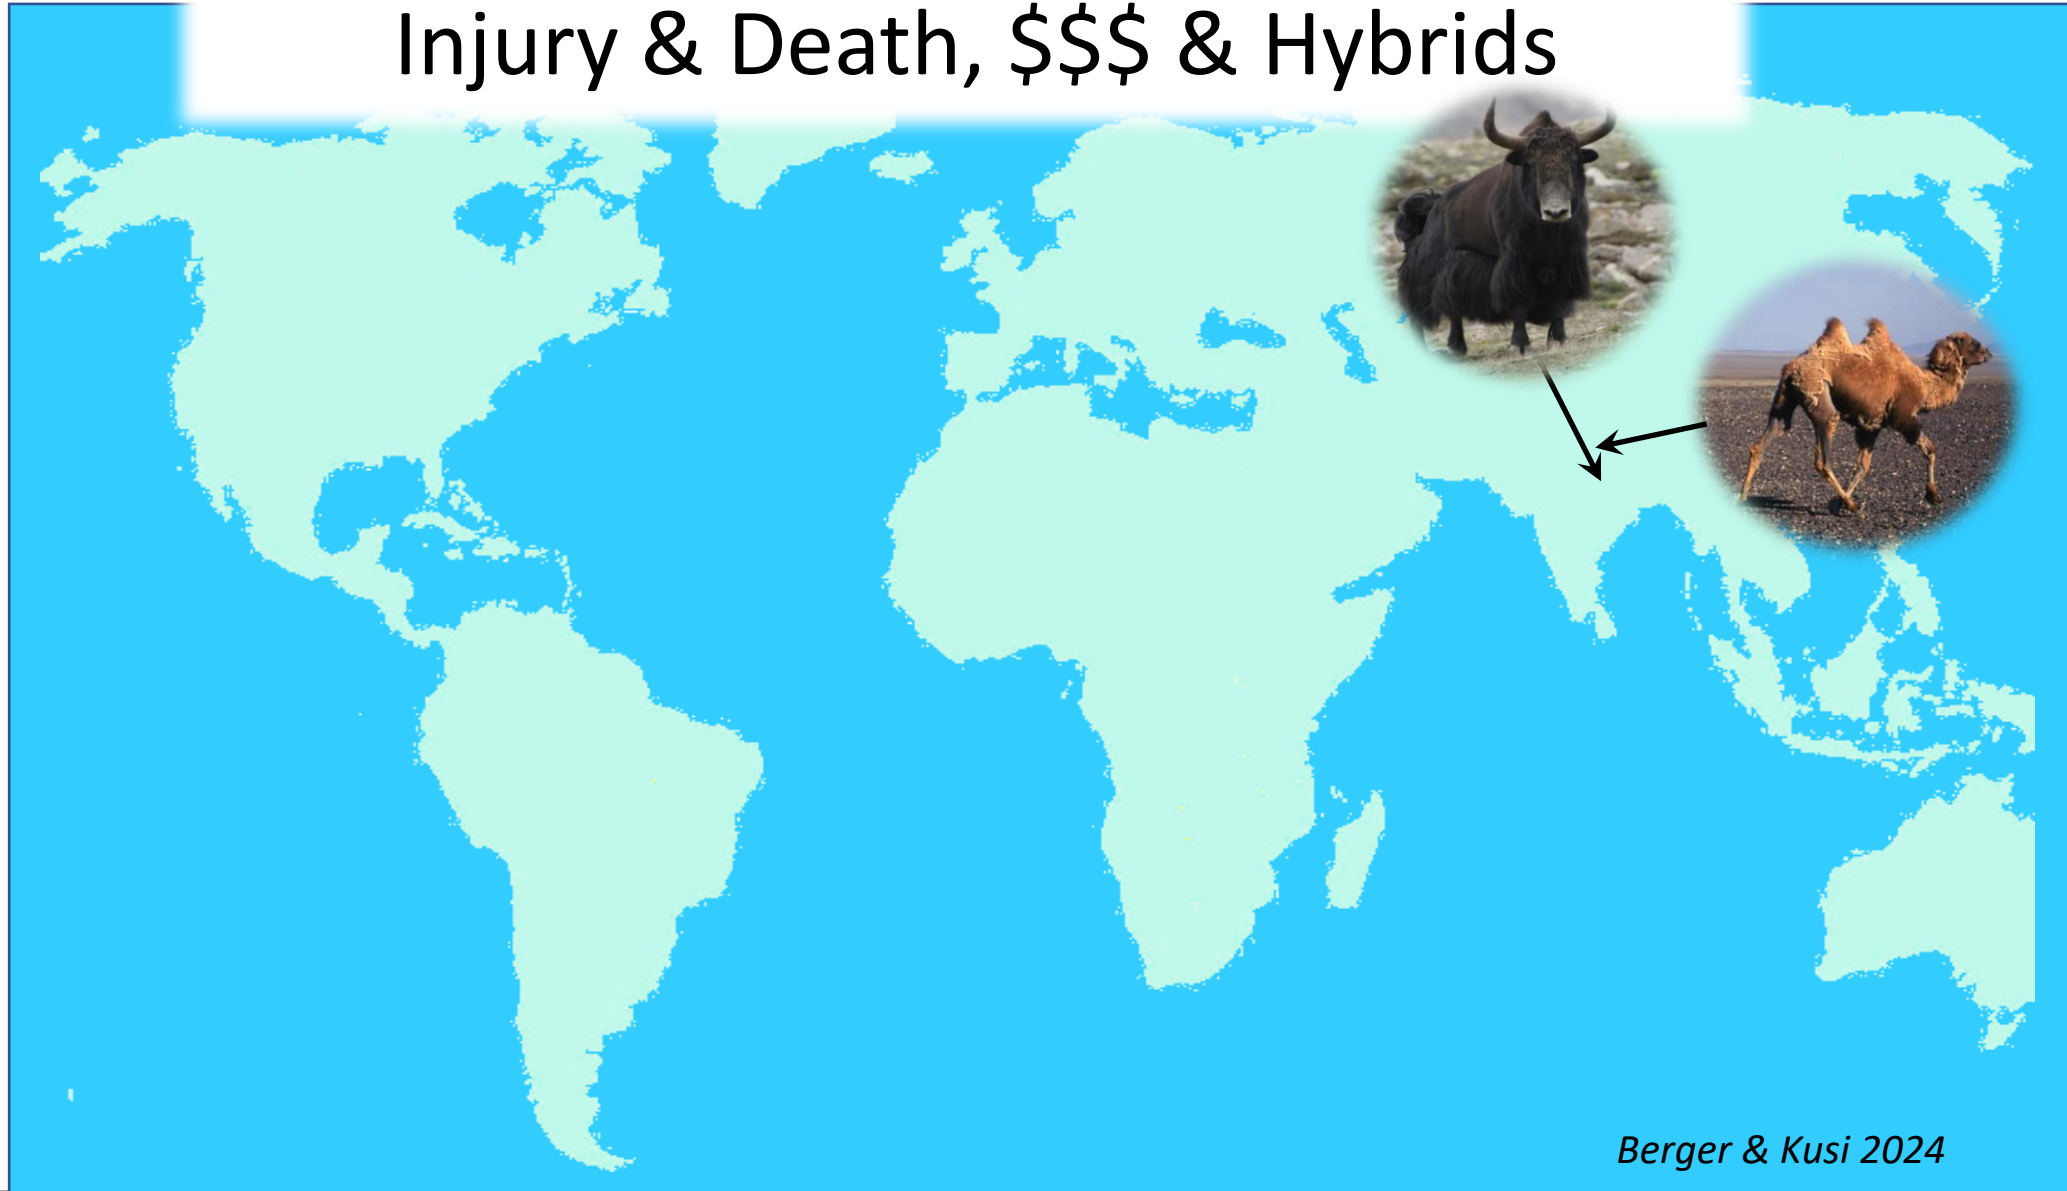 Injury & Death, $$$ & Hybrids
Berger & Kusi 2024